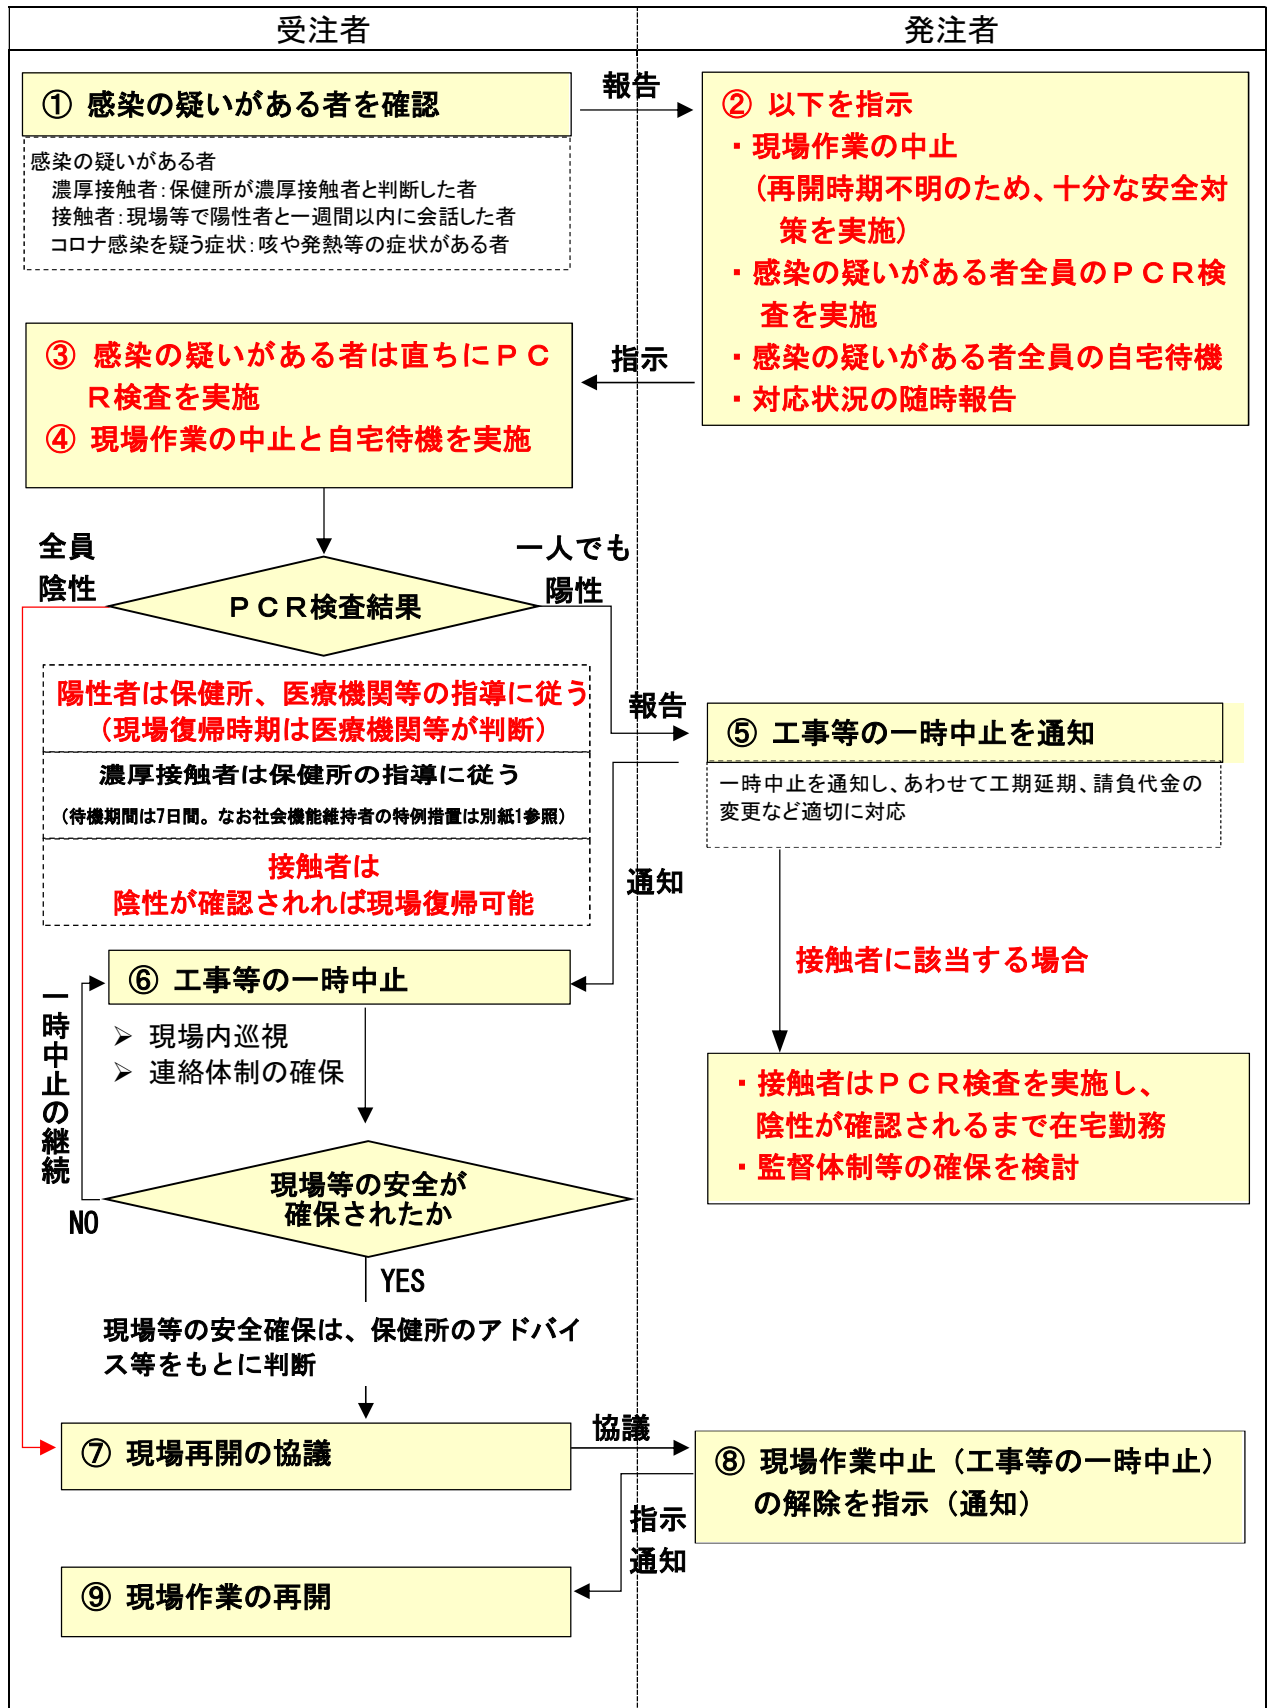 受注者
発注者
① 感染の疑いがある者を確認
報告
感染の疑いがある者
濃厚接触者：保健所が濃厚接触者と判断した者
接触者：現場等で陽性者と一週間以内に会話した者
コロナ感染を疑う症状：咳や発熱等の症状がある者
② 以下を指示
・現場作業の中止
（再開時期不明のため、十分な安全対
策を実施）
・感染の疑いがある者全員のＰＣＲ検
査を実施
・感染の疑いがある者全員の自宅待機
・対応状況の随時報告
指示
③ 感染の疑いがある者は直ちにＰＣ
Ｒ検査を実施
④ 現場作業の中止と自宅待機を実施
全員
陰性
一人でも
陽性
ＰＣＲ検査結果
陽性者は保健所、医療機関等の指導に従う
（現場復帰時期は医療機関等が判断）
濃厚接触者は保健所の指導に従う
（待機期間は7日間。なお社会機能維持者の特例措置は別紙1参照）
接触者は
陰性が確認されれば現場復帰可能
報告
⑤ 工事等の一時中止を通知
一時中止を通知し、あわせて工期延期、請負代金の
変更など適切に対応
通知
接触者に該当する場合
⑥ 工事等の一時中止
➢ 現場内巡視
➢ 連絡体制の確保
一時中止の継続
・接触者はＰＣＲ検査を実施し、
陰性が確認されるまで在宅勤務
・監督体制等の確保を検討
現場等の安全が
確保されたか
NO
YES
現場等の安全確保は、保健所のアドバイ
ス等をもとに判断
⑦ 現場再開の協議
協議
⑧ 現場作業中止（工事等の一時中止）
の解除を指示（通知）
指示
通知
⑨ 現場作業の再開